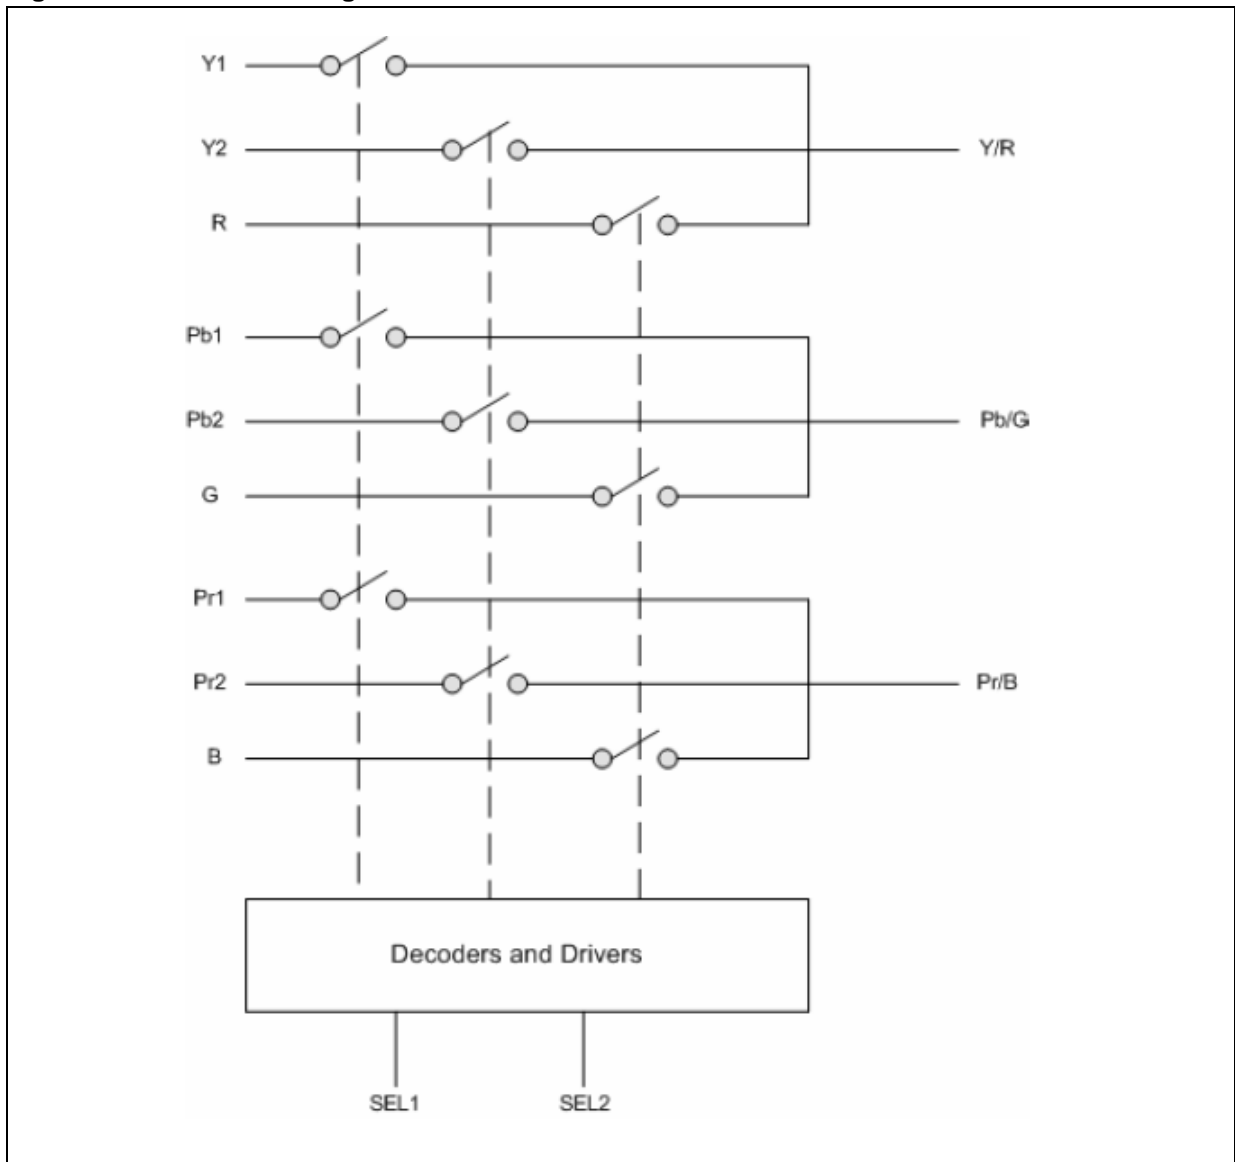 Y1
Y2
Y/R
R
Pb1
Pb2
Pb/G
G
Pr1
Pr2
Pr/B
B
Decoders and Drivers
SEL1
SEL2